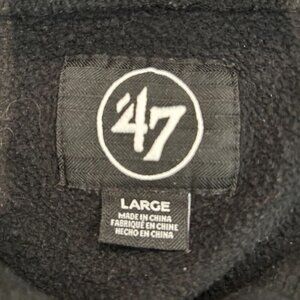 '47
LARGE
MADE IN CHINA
FABRIQUÉ EN CHINE
HECHO EN CHINA